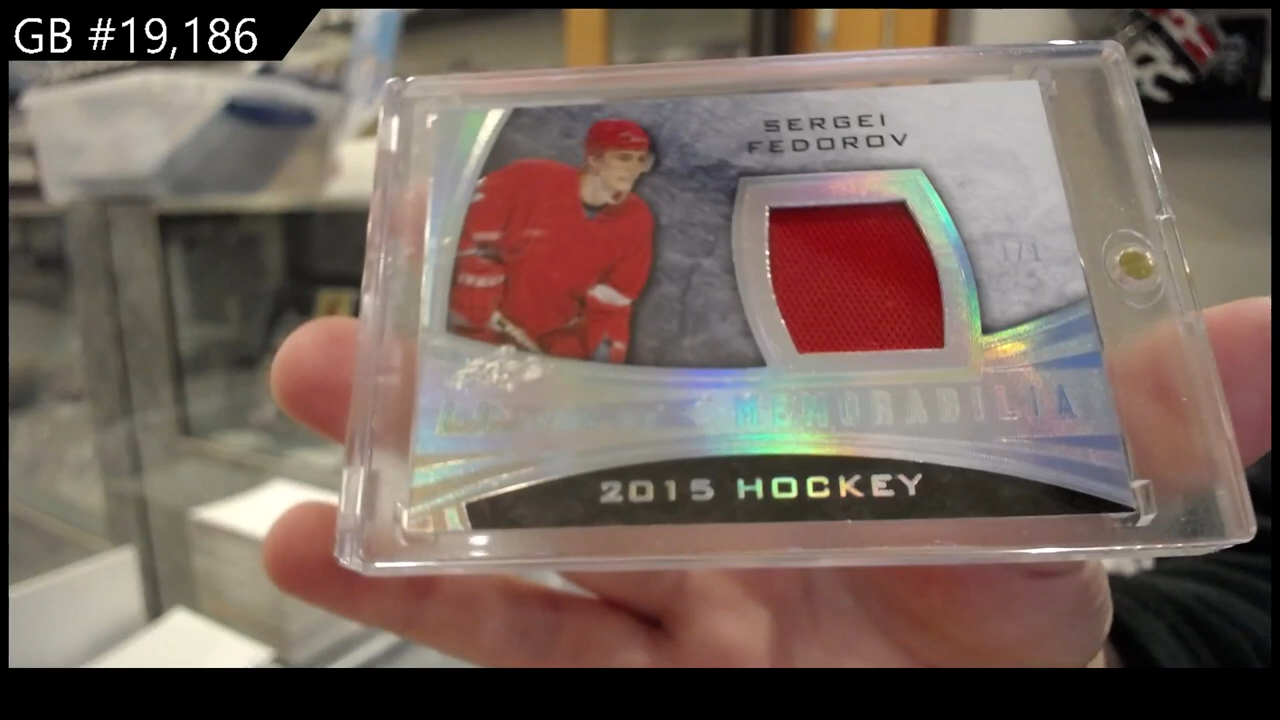 GB #19,186
SERGEI
FEDOROV
1/1
MEMORABILIA
2015 HOCKEY